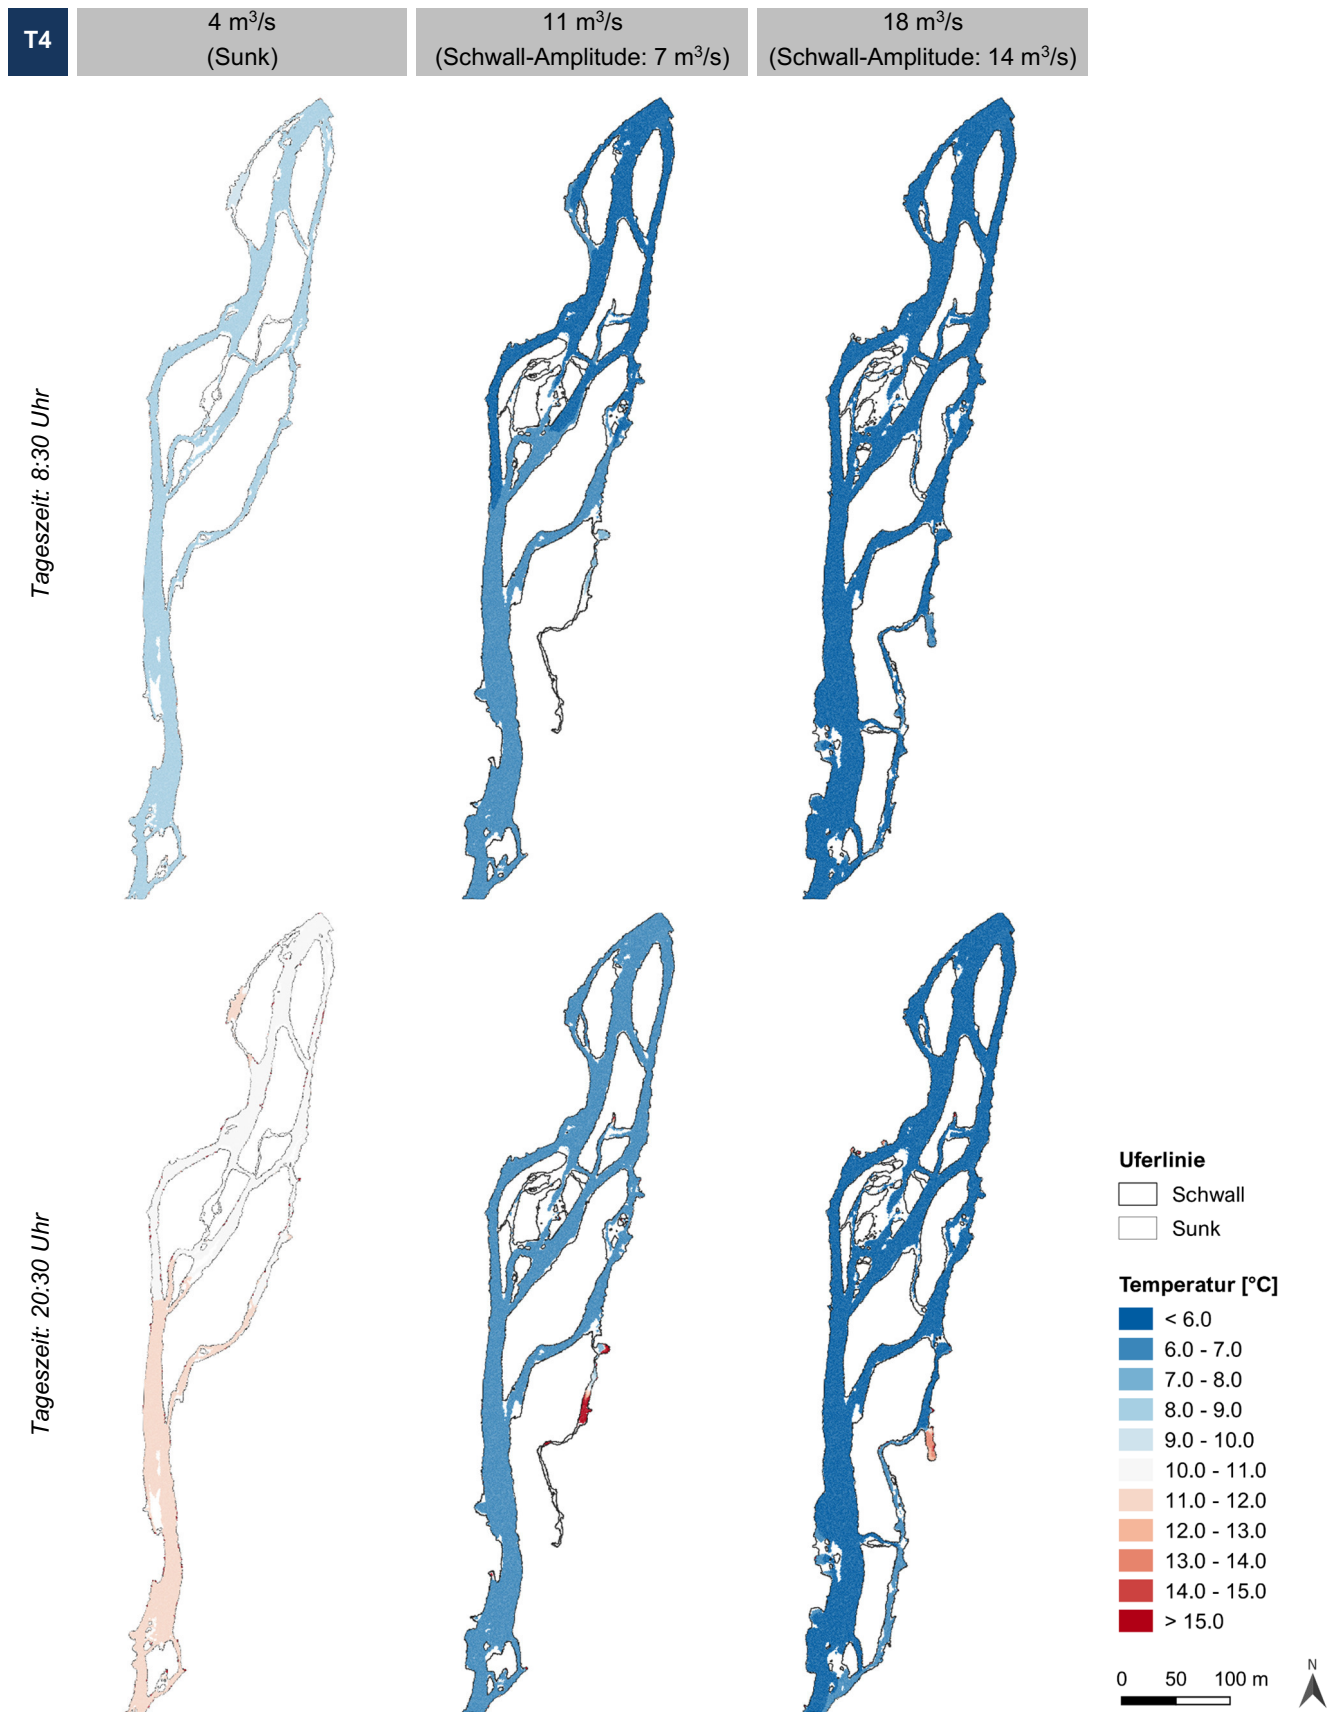 T4
4 m³/s
(Sunk)
11 m³/s
(Schwall-Amplitude: 7 m³/s)
18 m³/s
(Schwall-Amplitude: 14 m³/s)
Tageszeit: 8:30 Uhr
Tageszeit: 20:30 Uhr
Uferlinie
Schwall
Sunk
Temperatur [°C]
< 6.0
6.0 - 7.0
7.0 - 8.0
8.0 - 9.0
9.0 - 10.0
10.0 - 11.0
11.0 - 12.0
12.0 - 13.0
13.0 - 14.0
14.0 - 15.0
> 15.0
0 50 100 m
N